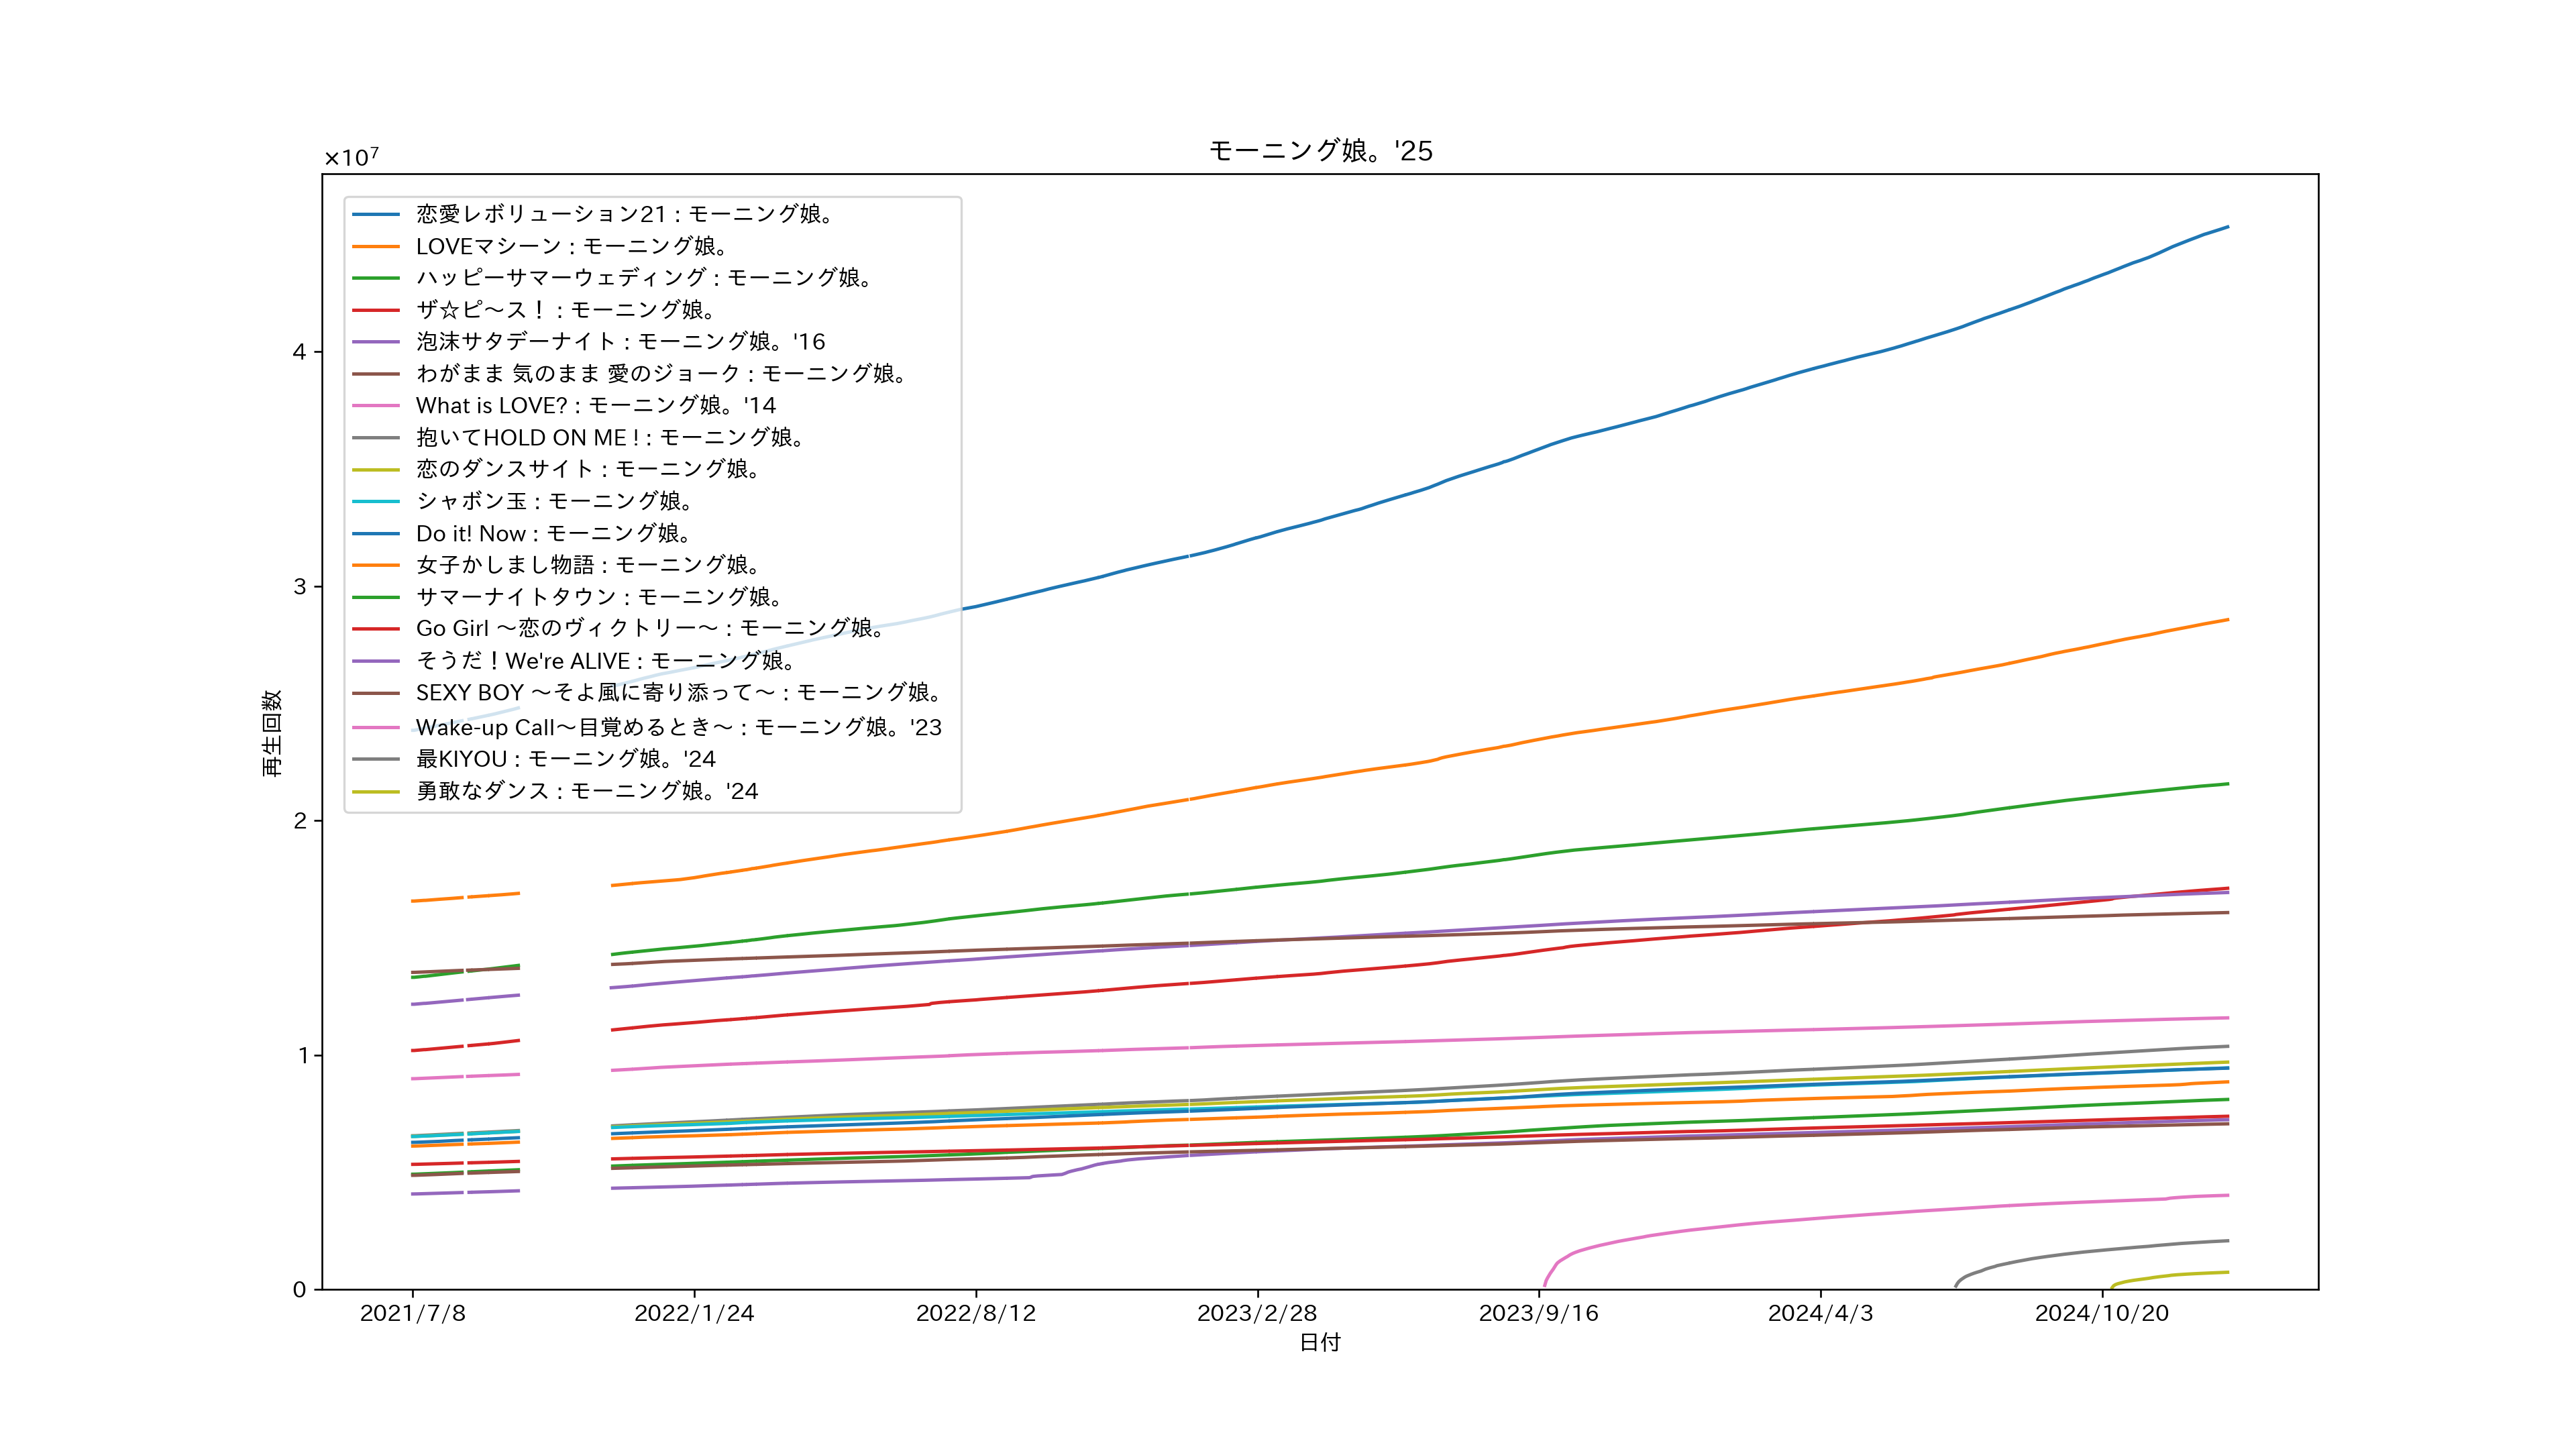 モーニング娘。'25
×10⁷
恋愛レボリューション21 : モーニング娘。
LOVEマシーン : モーニング娘。
ハッピーサマーウェディング : モーニング娘。
ザ☆ピ〜ス！ : モーニング娘。
泡沫サタデーナイト : モーニング娘。'16
わがまま 気のまま 愛のジョーク : モーニング娘。
What is LOVE? : モーニング娘。'14
抱いてHOLD ON ME ! : モーニング娘。
恋のダンスサイト : モーニング娘。
シャボン玉 : モーニング娘。
Do it! Now : モーニング娘。
女子かしまし物語 : モーニング娘。
サマーナイトタウン : モーニング娘。
Go Girl 〜恋のヴィクトリー〜 : モーニング娘。
そうだ！We're ALIVE : モーニング娘。
SEXY BOY 〜そよ風に寄り添って〜 : モーニング娘。
Wake-up Call〜目覚めるとき〜 : モーニング娘。'23
最KIYOU : モーニング娘。'24
勇敢なダンス : モーニング娘。'24
再生回数
4
3
2
1
0
2021/7/8 2022/1/24 2022/8/12 2023/2/28 2023/9/16 2024/4/3 2024/10/20
日付